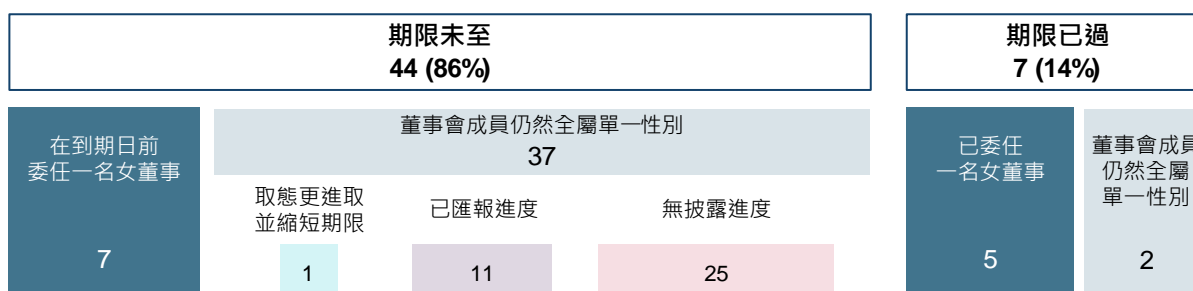 期限未至
44 (86%)
期限已過
7 (14%)
在到期日前
委任一名女董事
7
董事會成員仍然全屬單一性別
37
取態更進取
並縮短期限
1
已匯報進度
11
無披露進度
25
已委任
一名女董事
5
董事會成員
仍然全屬
單一性別
2